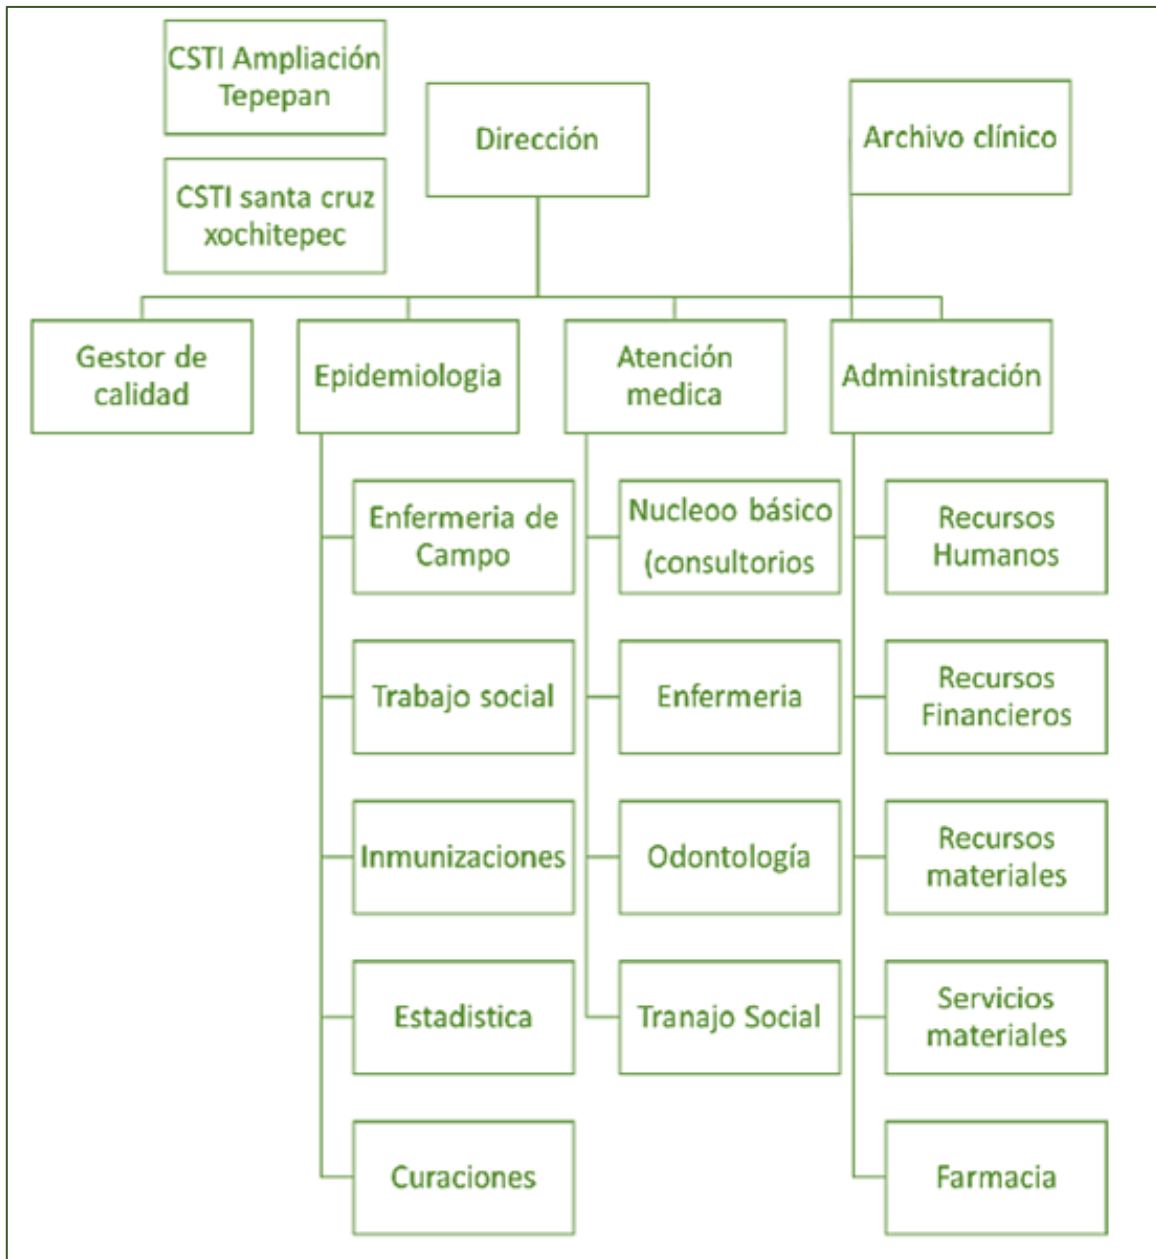 CSTI Ampliación
Tepepan
Dirección
Archivo clínico
CSTI santa cruz
xochitepec
Gestor de
calidad
Epidemiologia
Atención
medica
Administración
Enfermeria de
Campo
Nucleoo básico
(consultorios
Recursos
Humanos
Trabajo social
Enfermeria
Recursos
Financieros
Inmunizaciones
Odontología
Recursos
materiales
Estadistica
Tranajo Social
Servicios
materiales
Curaciones
Farmacia